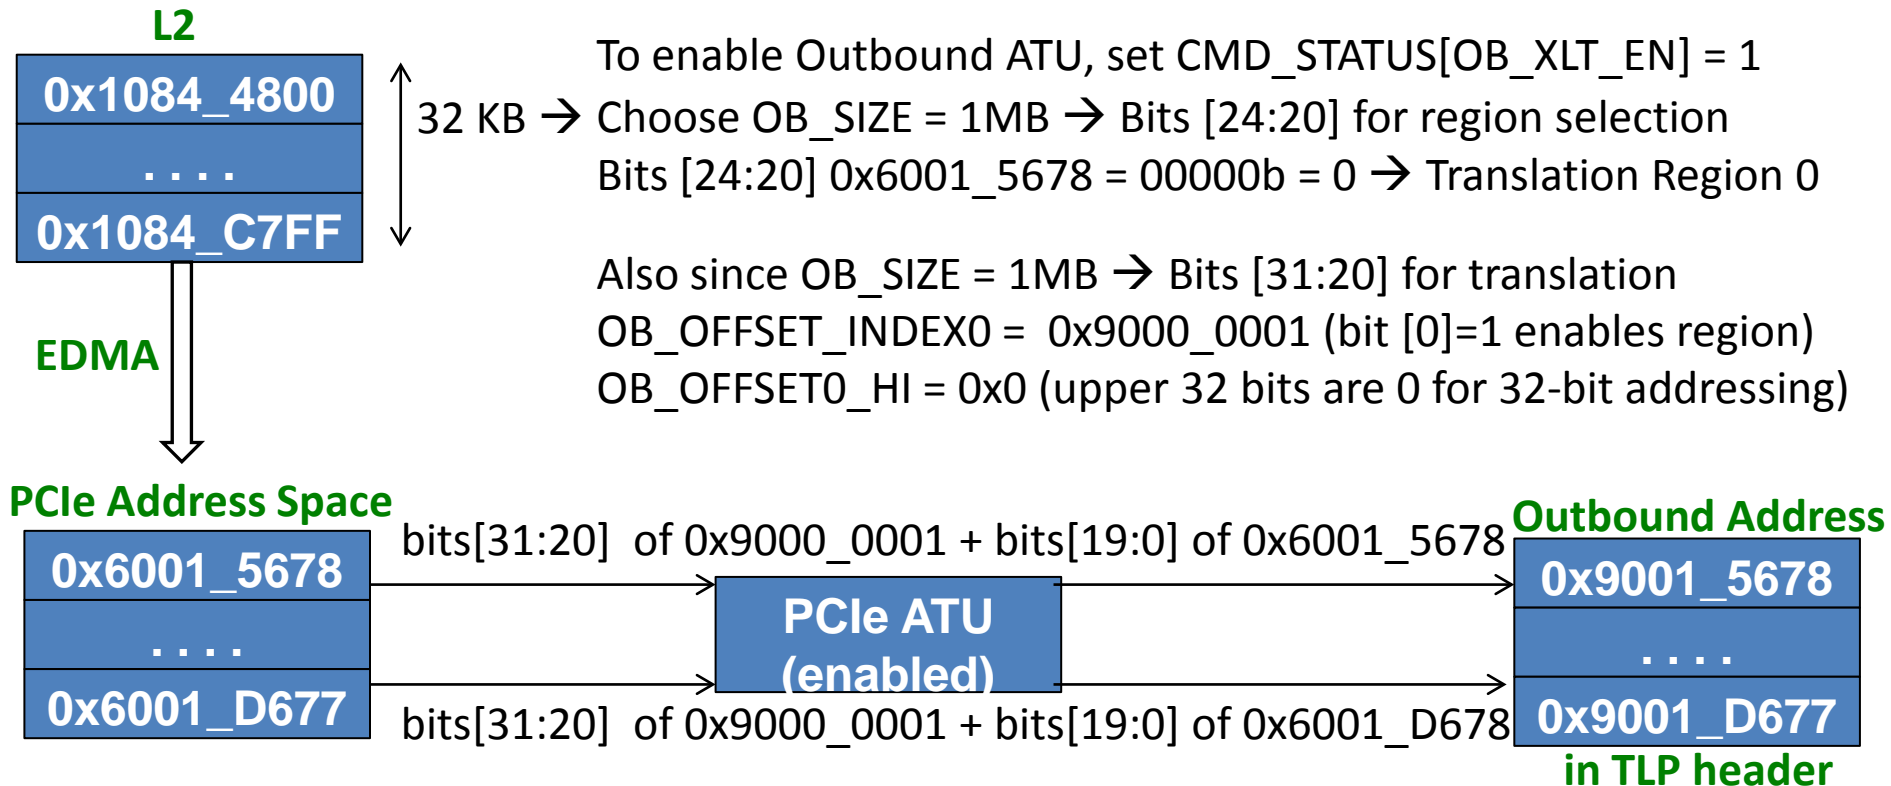 L2
0x1084_4800
. . . .
0x1084_C7FF
32 KB →
To enable Outbound ATU, set CMD_STATUS[OB_XLT_EN] = 1
Choose OB_SIZE = 1MB → Bits [24:20] for region selection
Bits [24:20] 0x6001_5678 = 00000b = 0 → Translation Region 0
Also since OB_SIZE = 1MB → Bits [31:20] for translation
OB_OFFSET_INDEX0 = 0x9000_0001 (bit [0]=1 enables region)
OB_OFFSET0_HI = 0x0 (upper 32 bits are 0 for 32-bit addressing)
EDMA
PCIe Address Space
0x6001_5678
. . . .
0x6001_D677
bits[31:20] of 0x9000_0001 + bits[19:0] of 0x6001_5678
PCIe ATU
(enabled)
bits[31:20] of 0x9000_0001 + bits[19:0] of 0x6001_D678
Outbound Address
0x9001_5678
. . . .
0x9001_D677
in TLP header